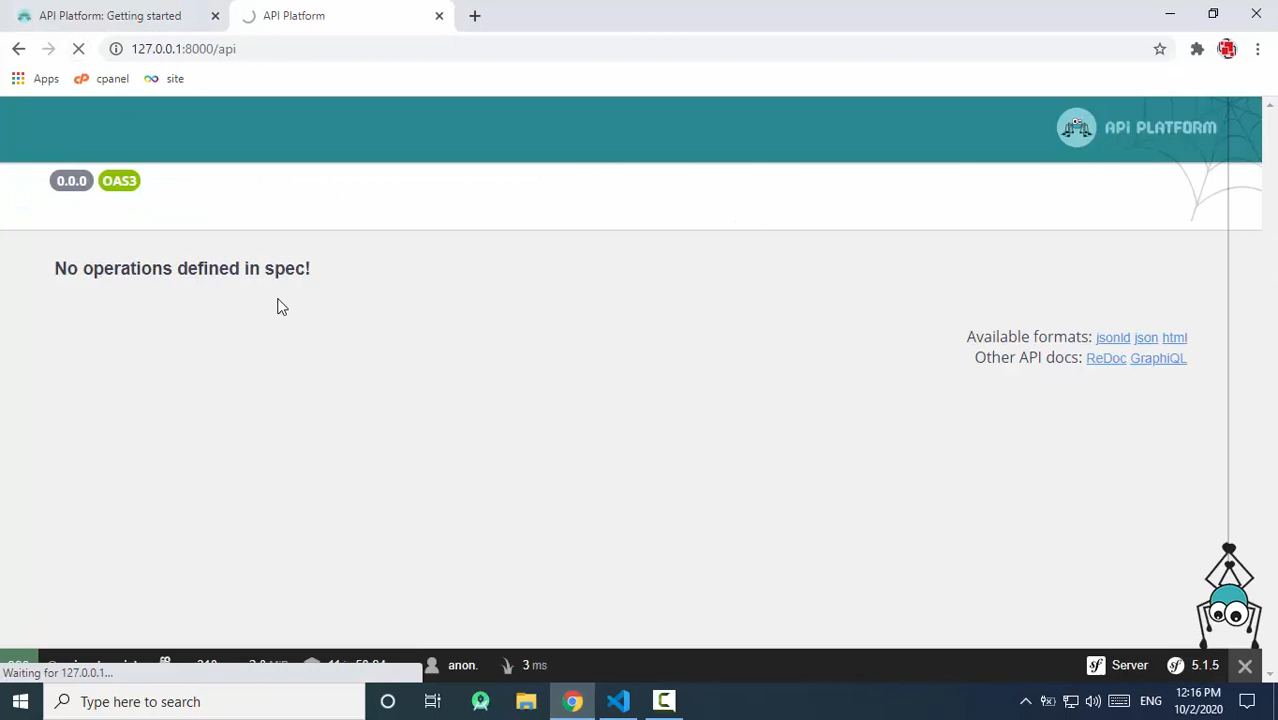 API Platform: Getting started
API Platform
127.0.0.1:8000/api
Apps cpanel site
API PLATFORM
0.0.0 OAS3
No operations defined in spec!
Available formats: jsonld json html
Other API docs: ReDoc GraphiQL
anon. 3 ms Server 5.1.5
Waiting for 127.0.0.1...
Type here to search
ENG
12:16 PM
10/2/2020